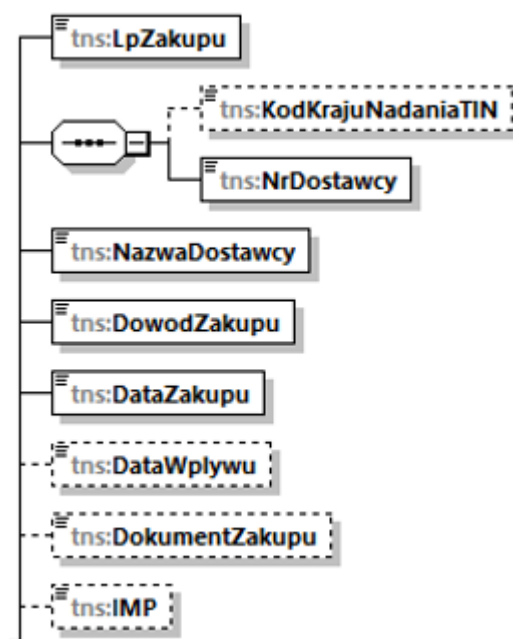 tns:LpZakupu
tns:KodKrajuNadaniaTIN
tns:NrDostawcy
tns:NazwaDostawcy
tns:DowodZakupu
tns:DataZakupu
tns:DataWplywu
tns:DokumentZakupu
tns:IMP